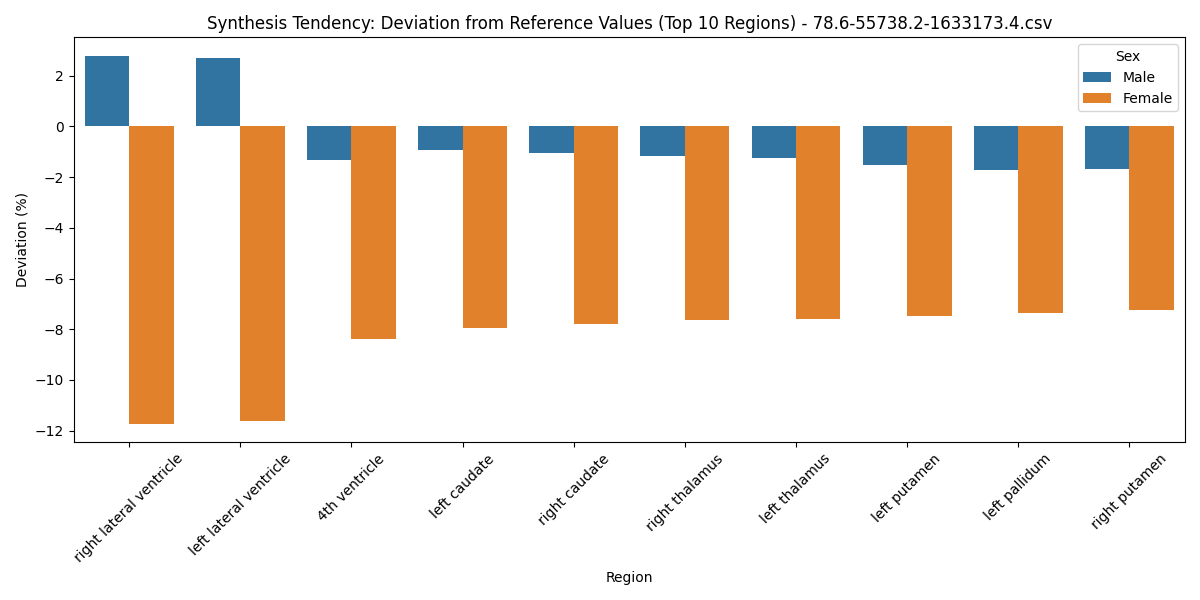 Synthesis Tendency: Deviation from Reference Values (Top 10 Regions) - 78.6-55738.2-1633173.4.csv
Sex
Male
Female
Deviation (%)
2
0
−2
−4
−6
−8
−10
−12
right lateral ventricle
left lateral ventricle
4th ventricle
left caudate
right caudate
right thalamus
left thalamus
left putamen
left pallidum
right putamen
Region